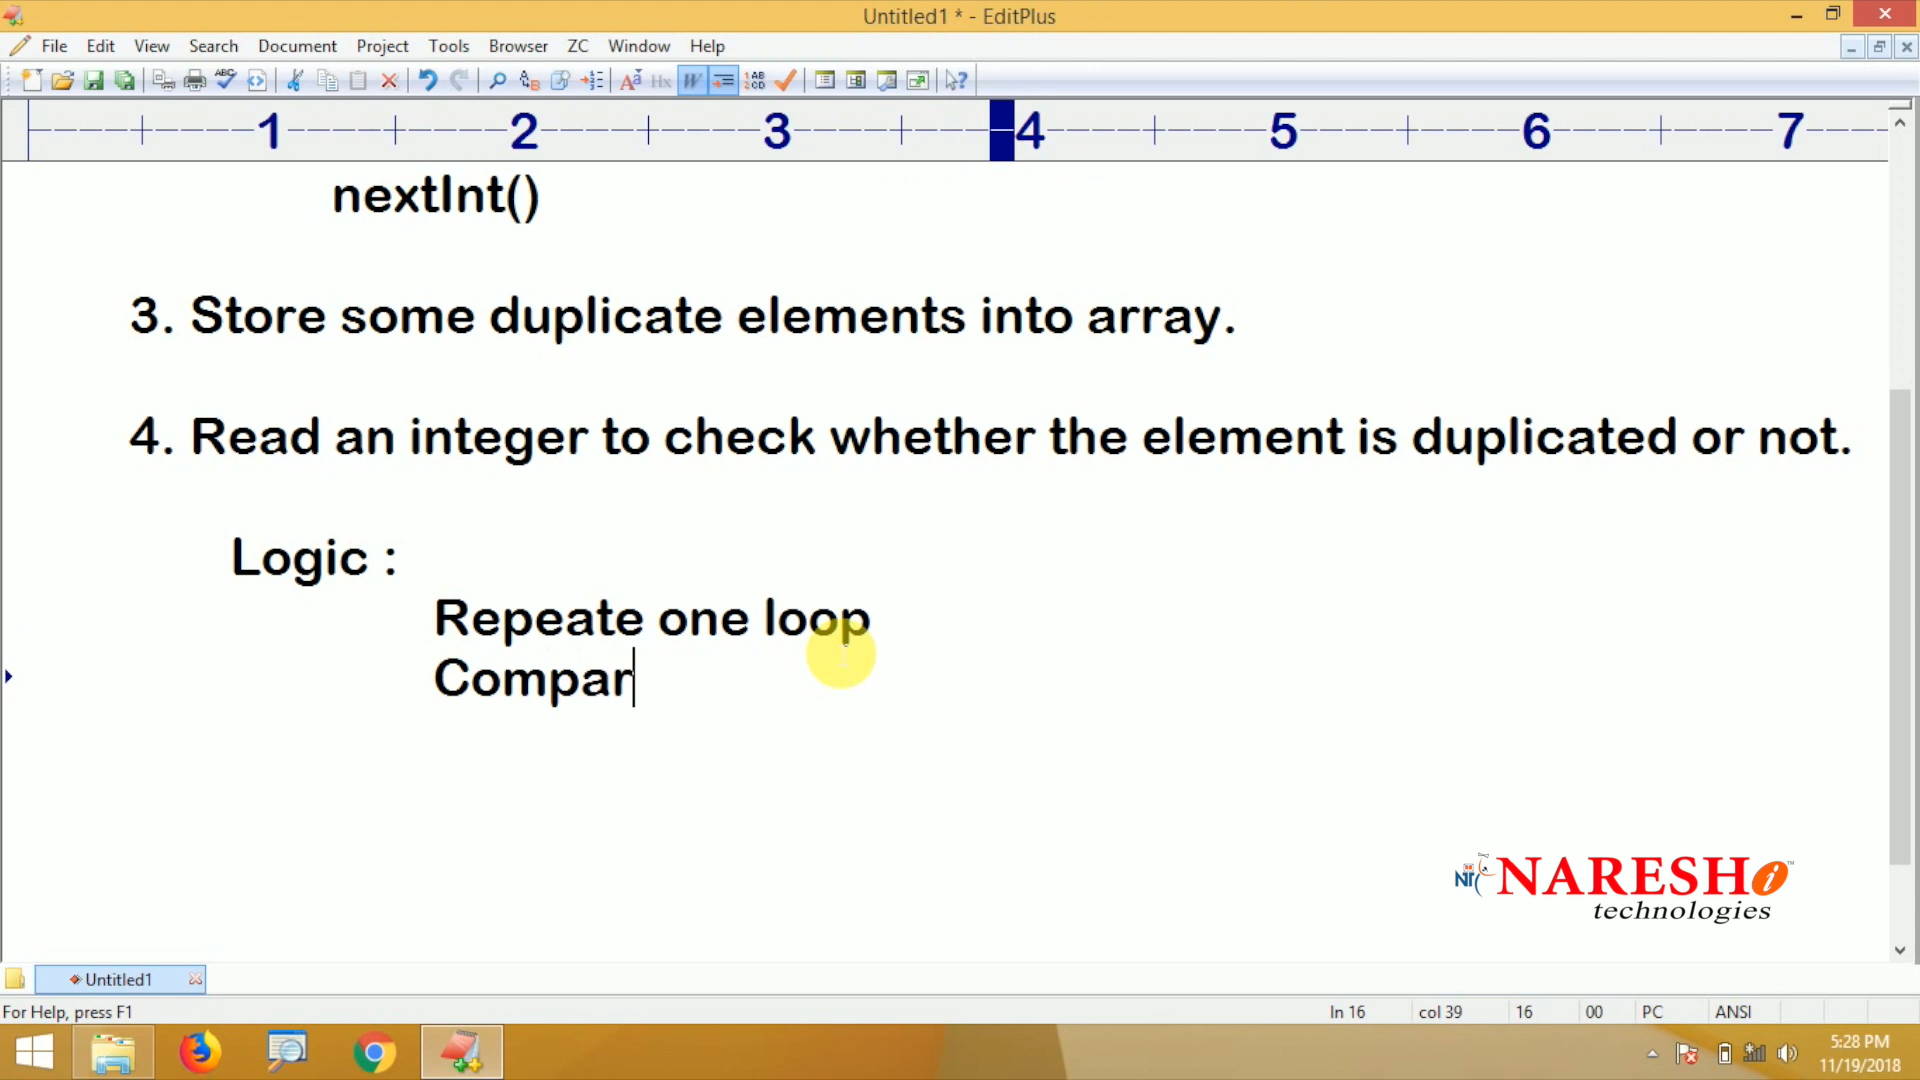 Untitled1 * - EditPlus
File Edit View Search Document Project Tools Browser ZC Window Help
1 2 3 4 5 6 7
nextInt()
3. Store some duplicate elements into array.
4. Read an integer to check whether the element is duplicated or not.
Logic :
Repeate one loop
Compar
NARESH i
technologies
Untitled1
For Help, press F1
ln 16 col 39 16 00 PC ANSI
5:28 PM
11/19/2018